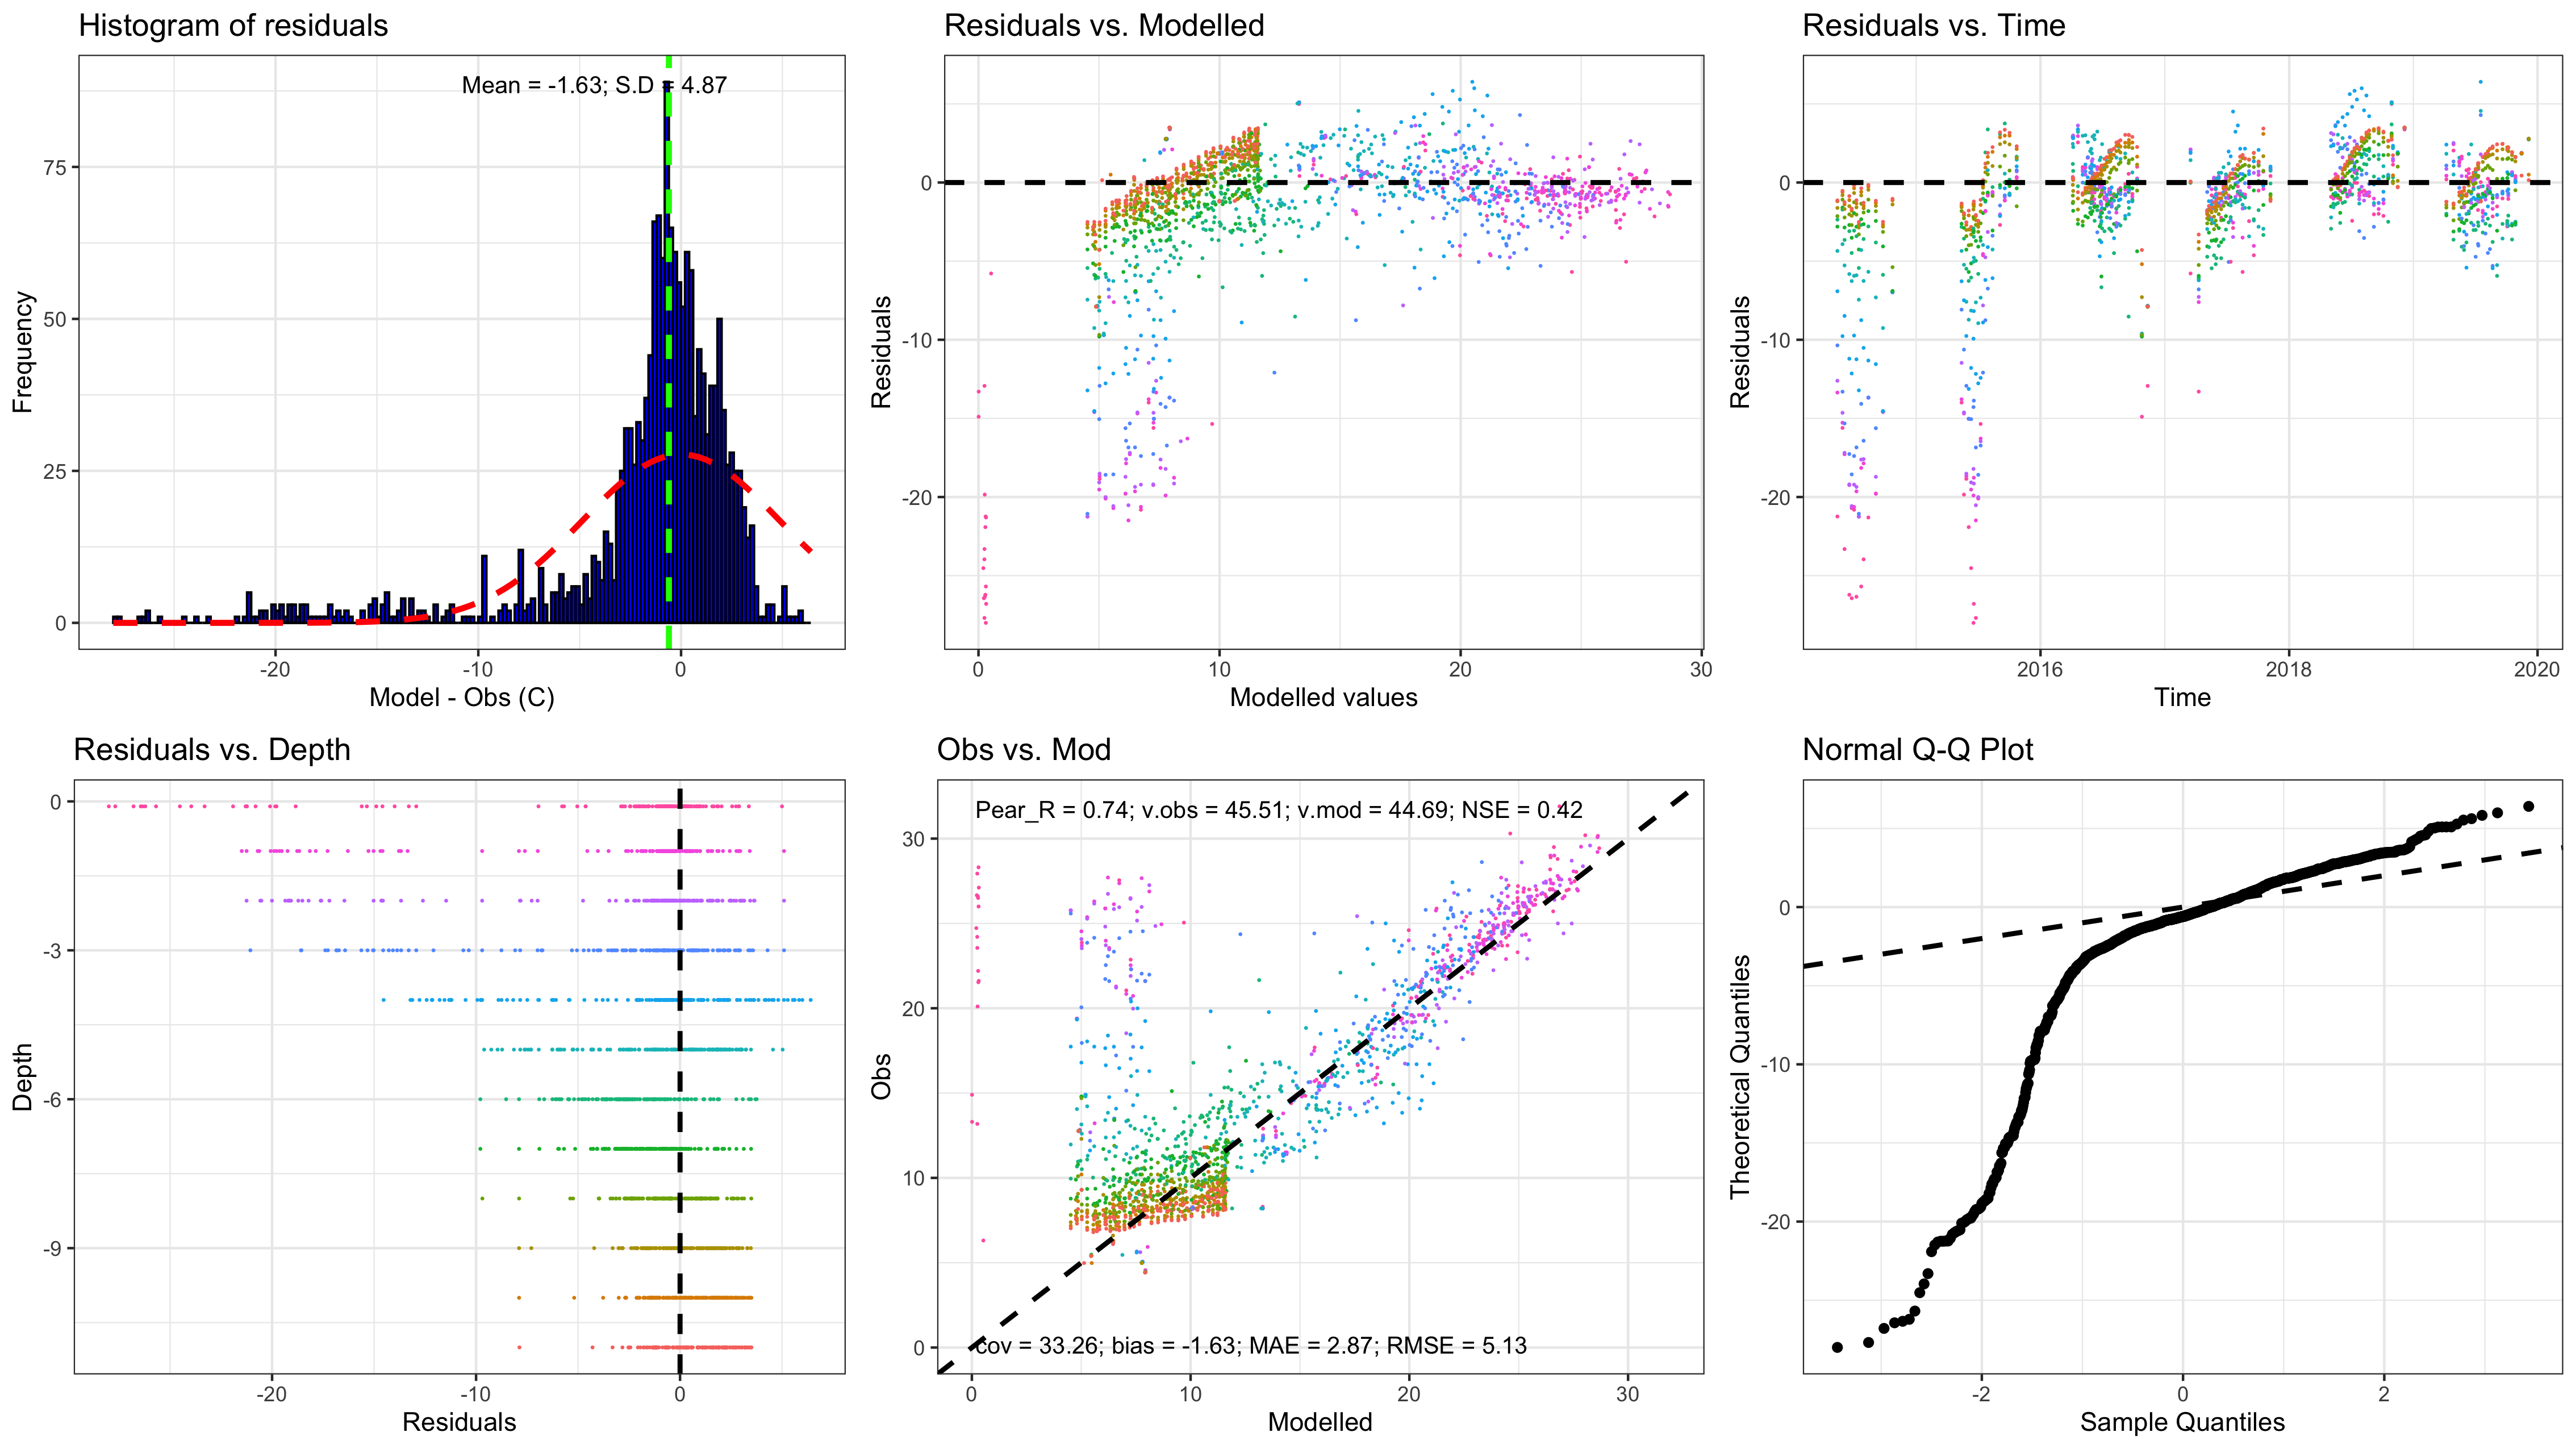 Histogram of residuals
Mean = -1.63; S.D = 4.87
Frequency
75
50
25
0
-20
-10
0
Model - Obs (C)
Residuals vs. Modelled
Residuals
0
-10
-20
0
10
20
30
Modelled values
Residuals vs. Time
Residuals
0
-10
-20
2016
2018
2020
Time
Residuals vs. Depth
Depth
0
-3
-6
-9
-20
-10
0
Residuals
Obs vs. Mod
Pear_R = 0.74; v.obs = 45.51; v.mod = 44.69; NSE = 0.42
Obs
30
20
10
0
cov = 33.26; bias = -1.63; MAE = 2.87; RMSE = 5.13
0
10
20
30
Modelled
Normal Q-Q Plot
Theoretical Quantiles
0
-10
-20
-2
0
2
Sample Quantiles